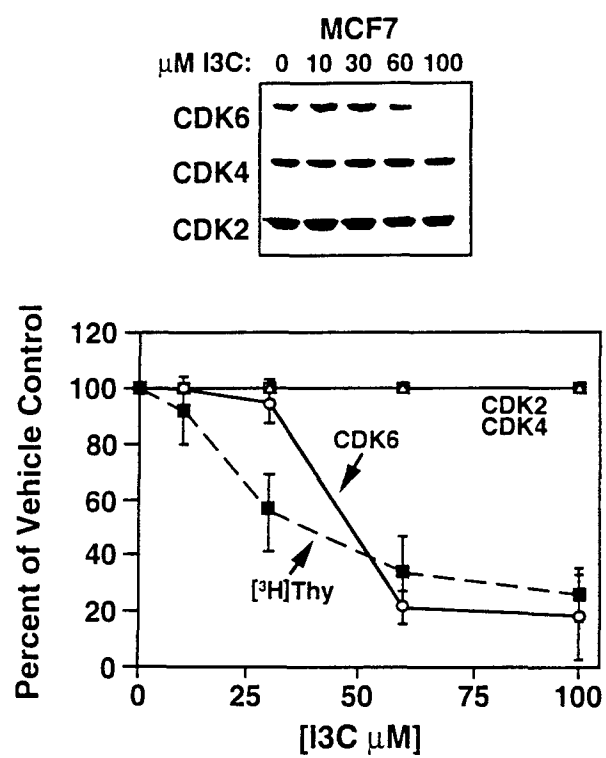 MCF7
μM I3C: 0 10 30 60 100
CDK6
CDK4
CDK2
Percent of Vehicle Control
120
100
80
60
40
20
0
CDK2
CDK4
CDK6
[³H]Thy
0 25 50 75 100
[I3C μM]